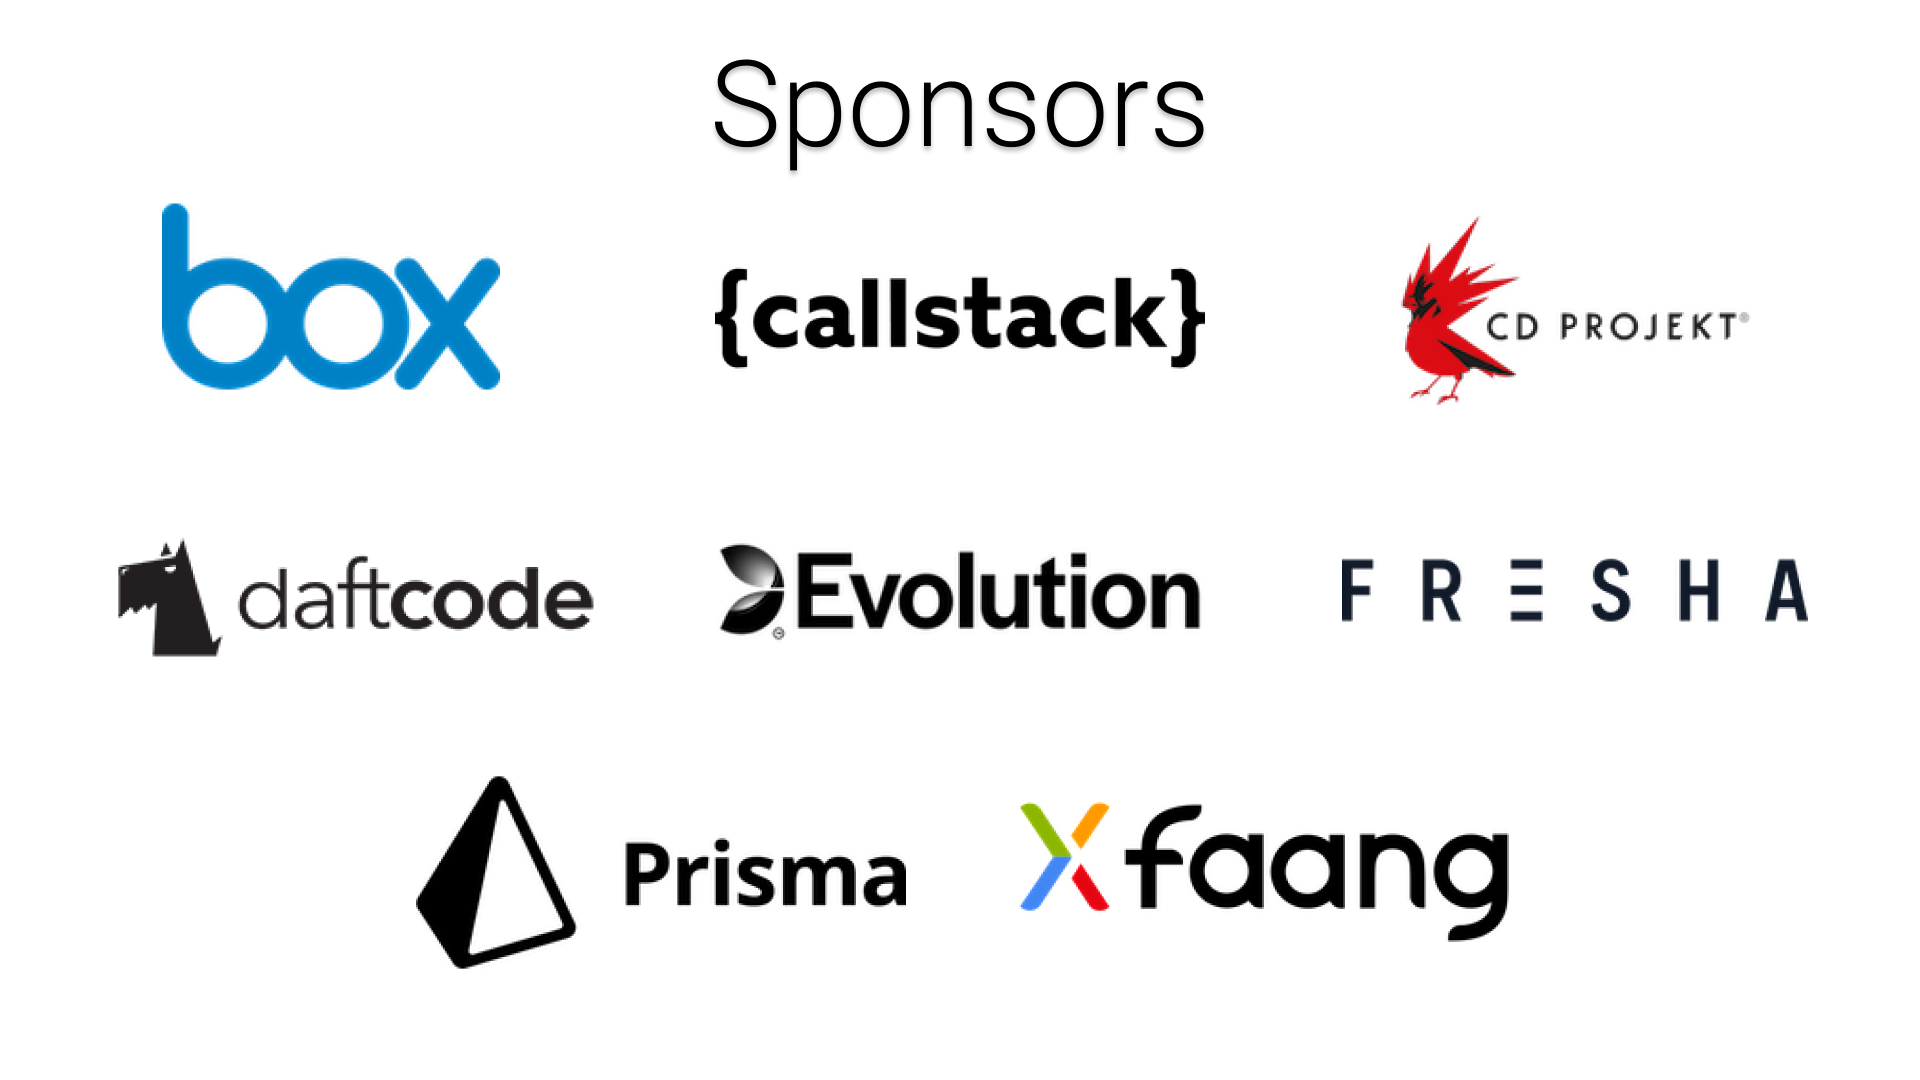 Sponsors
box
{callstack}
CD PROJEKT®
daftcode
Evolution
FRESHA
Prisma
X faang